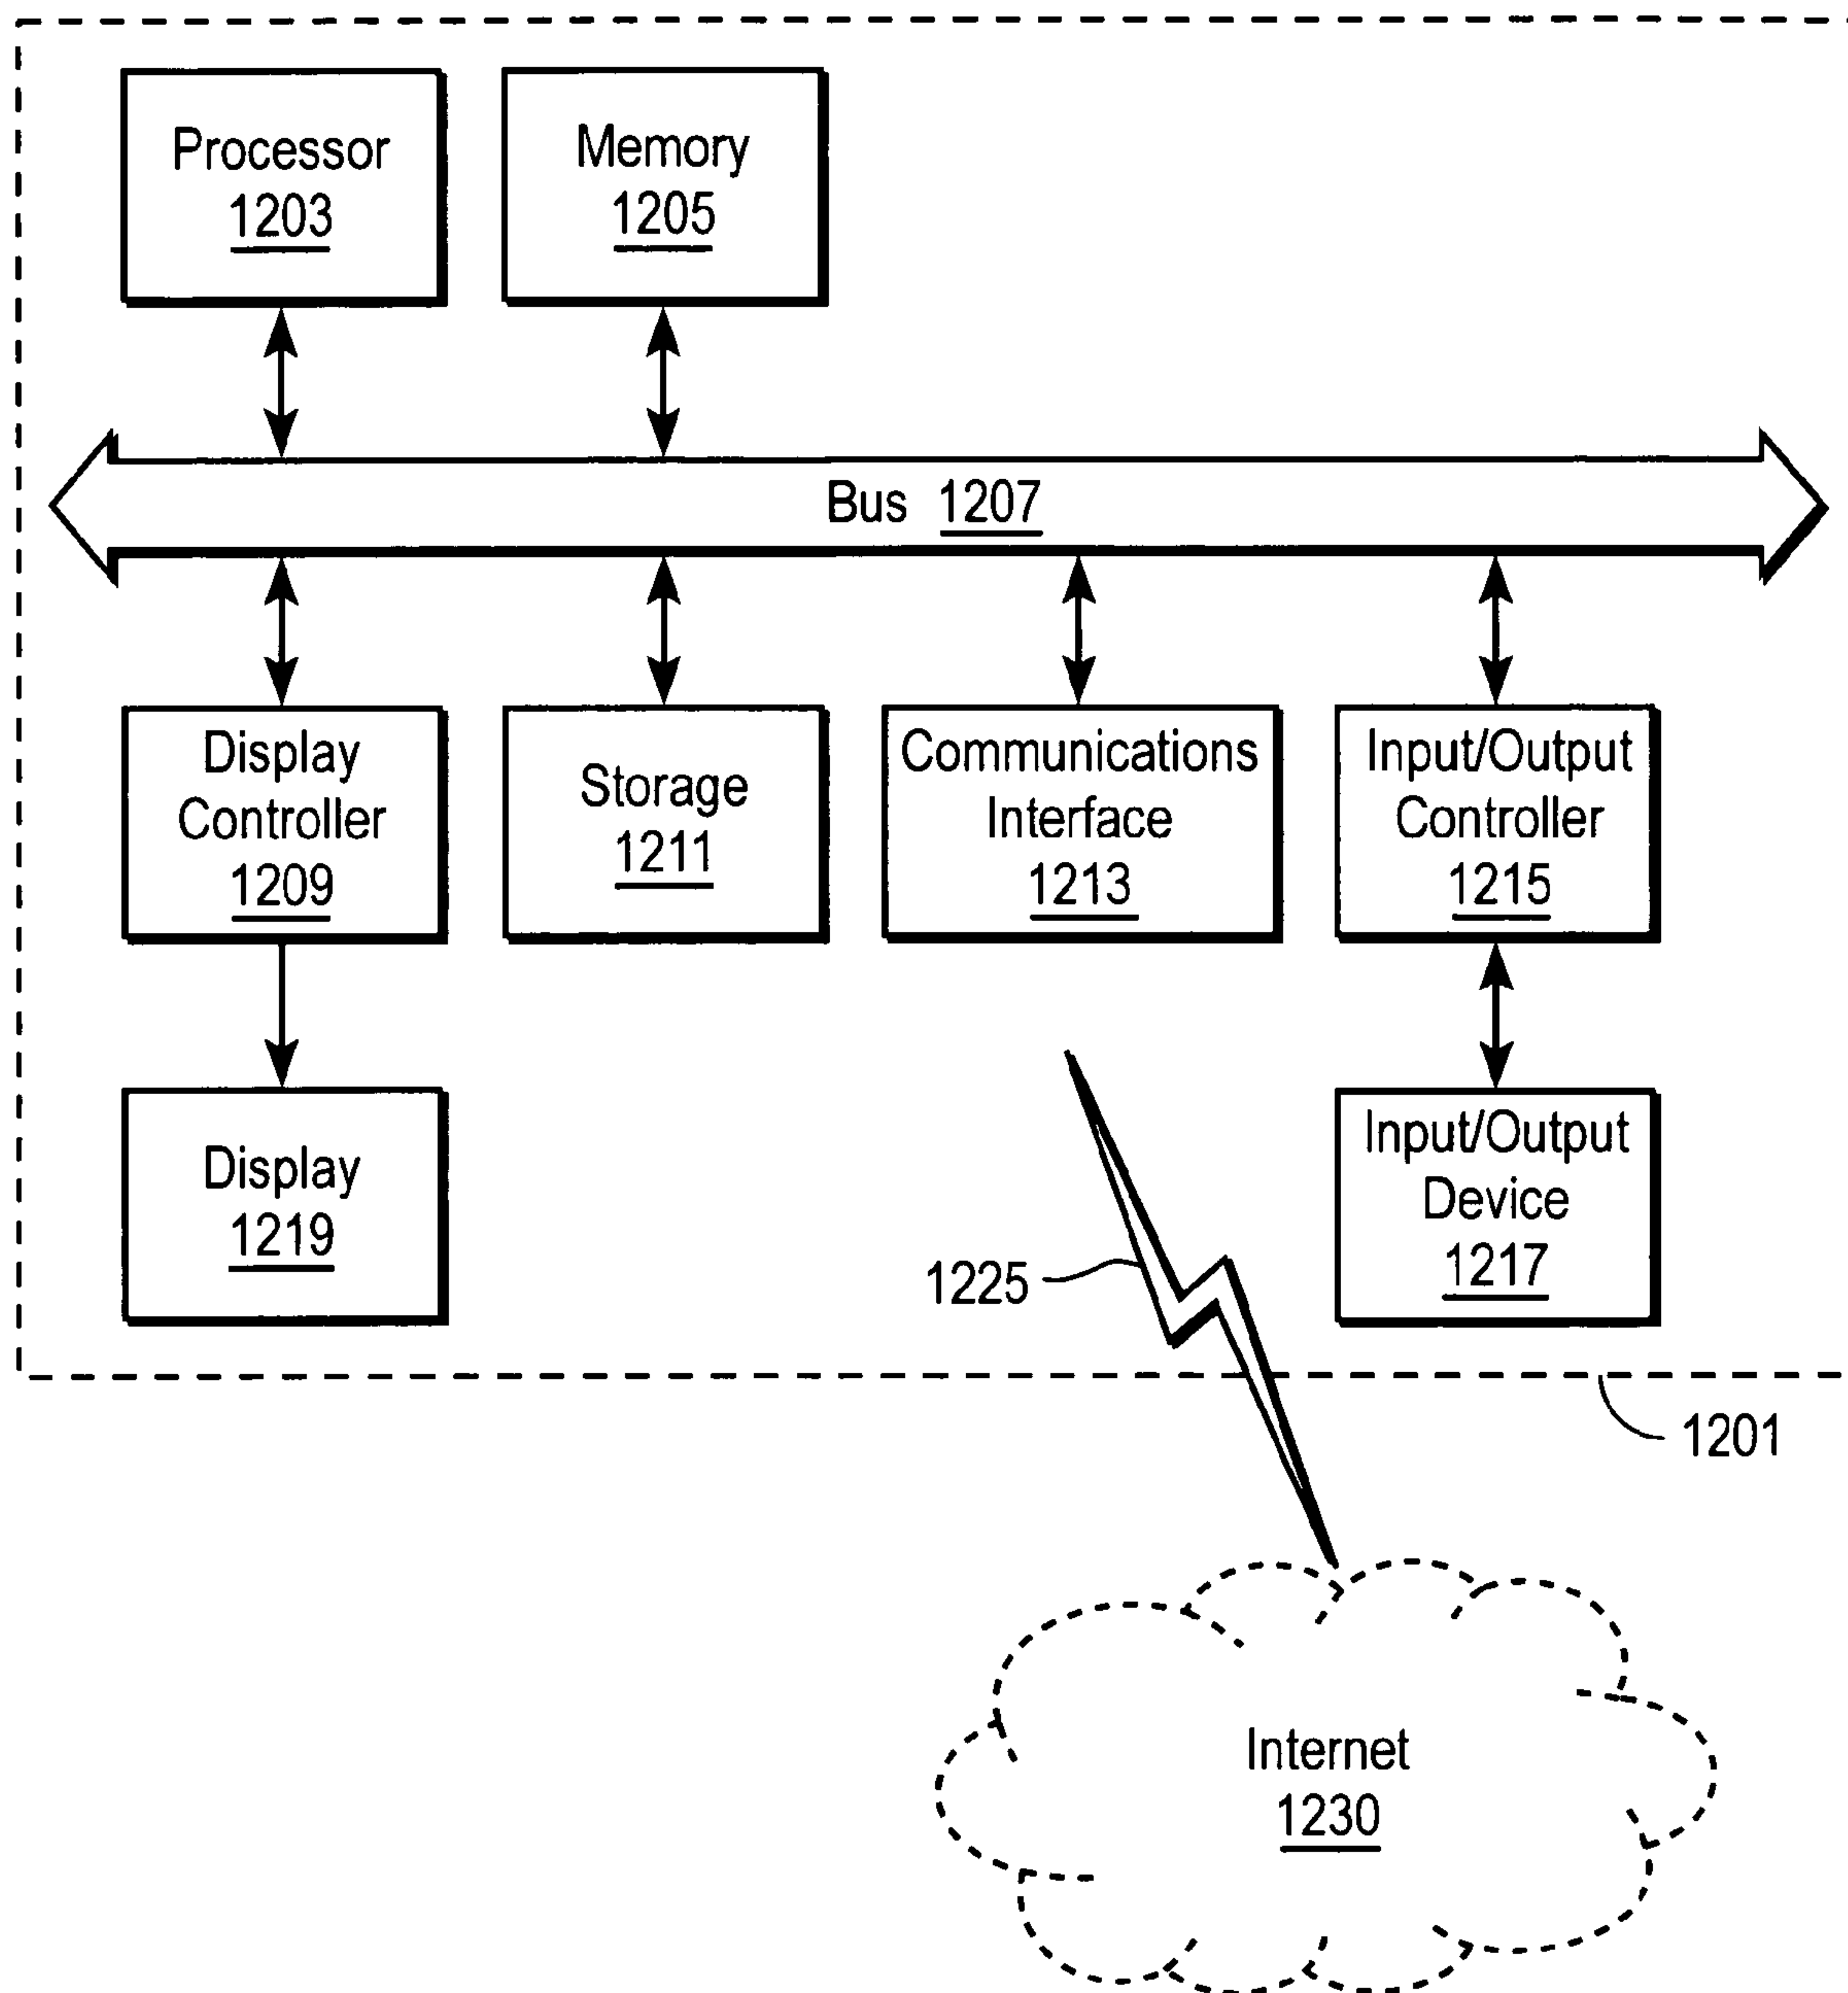 Processor
1203
Memory
1205
Bus 1207
Display
Controller
1209
Storage
1211
Communications
Interface
1213
Input/Output
Controller
1215
Display
1219
1225
Input/Output
Device
1217
1201
Internet
1230